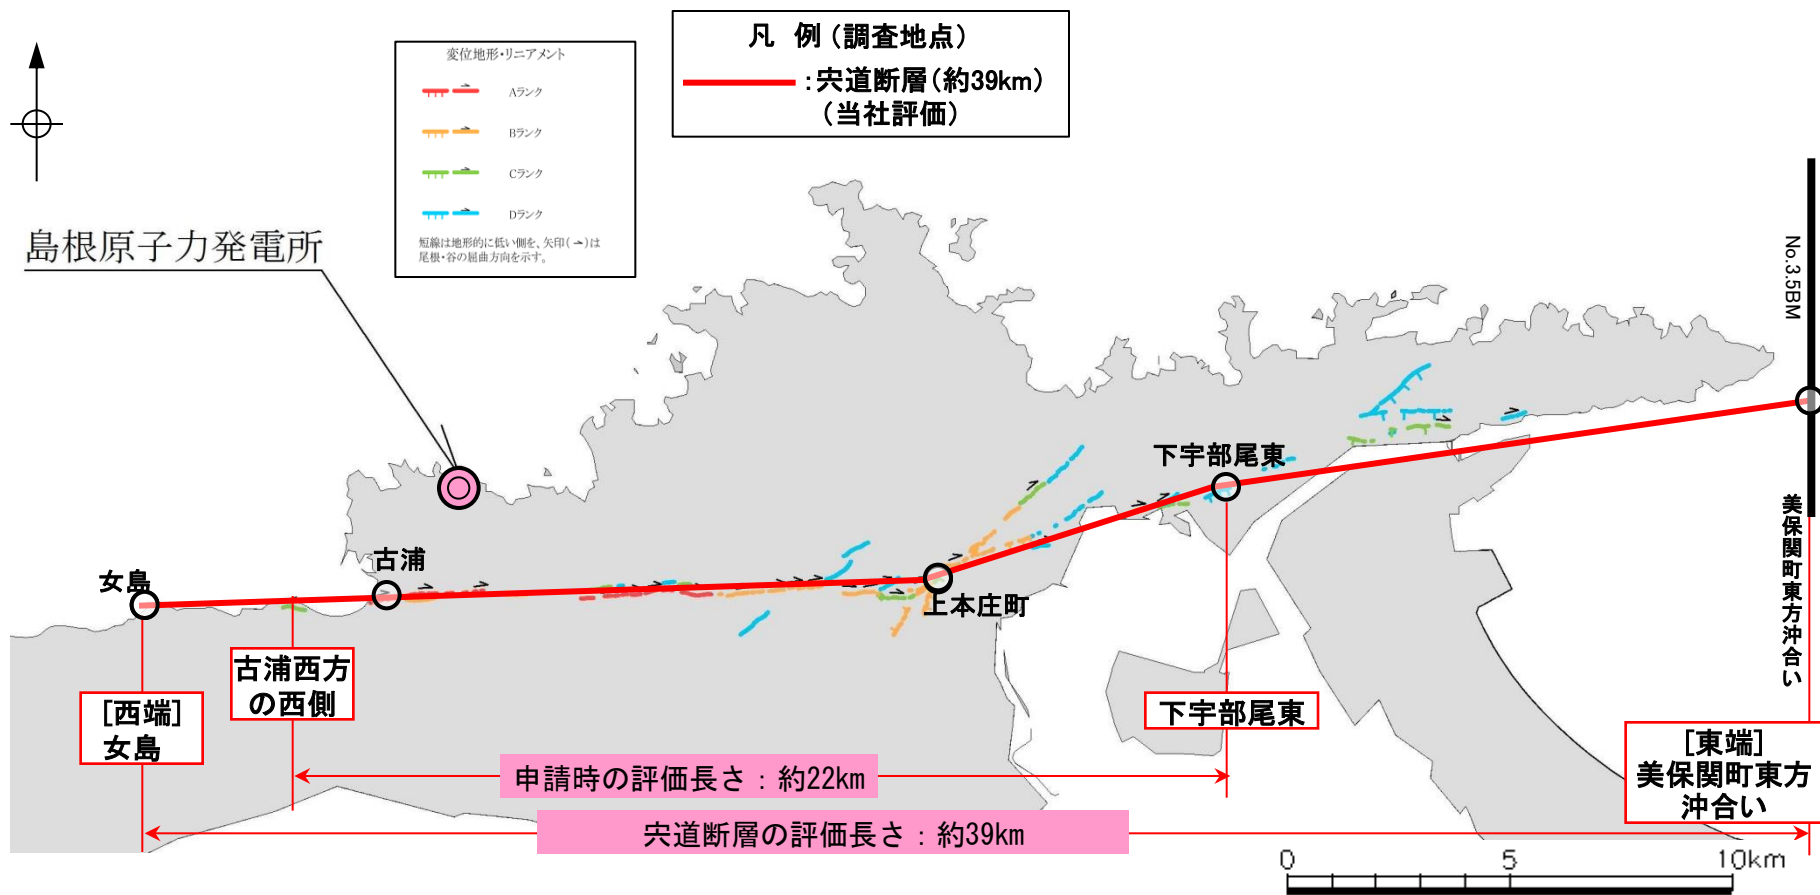 凡 例(調査地点)
:宍道断層(約39km)
(当社評価)
変位地形・リニアメント
Aランク
Bランク
Cランク
Dランク
短線は地形的に低い側を、矢印(→)は
尾根・谷の屈曲方向を示す。
島根原子力発電所
No.3.5BM
下宇部尾東
古浦
女島
上本庄町
美保関町東方沖合い
古浦西方
の西側
[西端]
女島
下宇部尾東
[東端]
美保関町東方
沖合い
申請時の評価長さ:約22km
宍道断層の評価長さ:約39km
0 5 10km